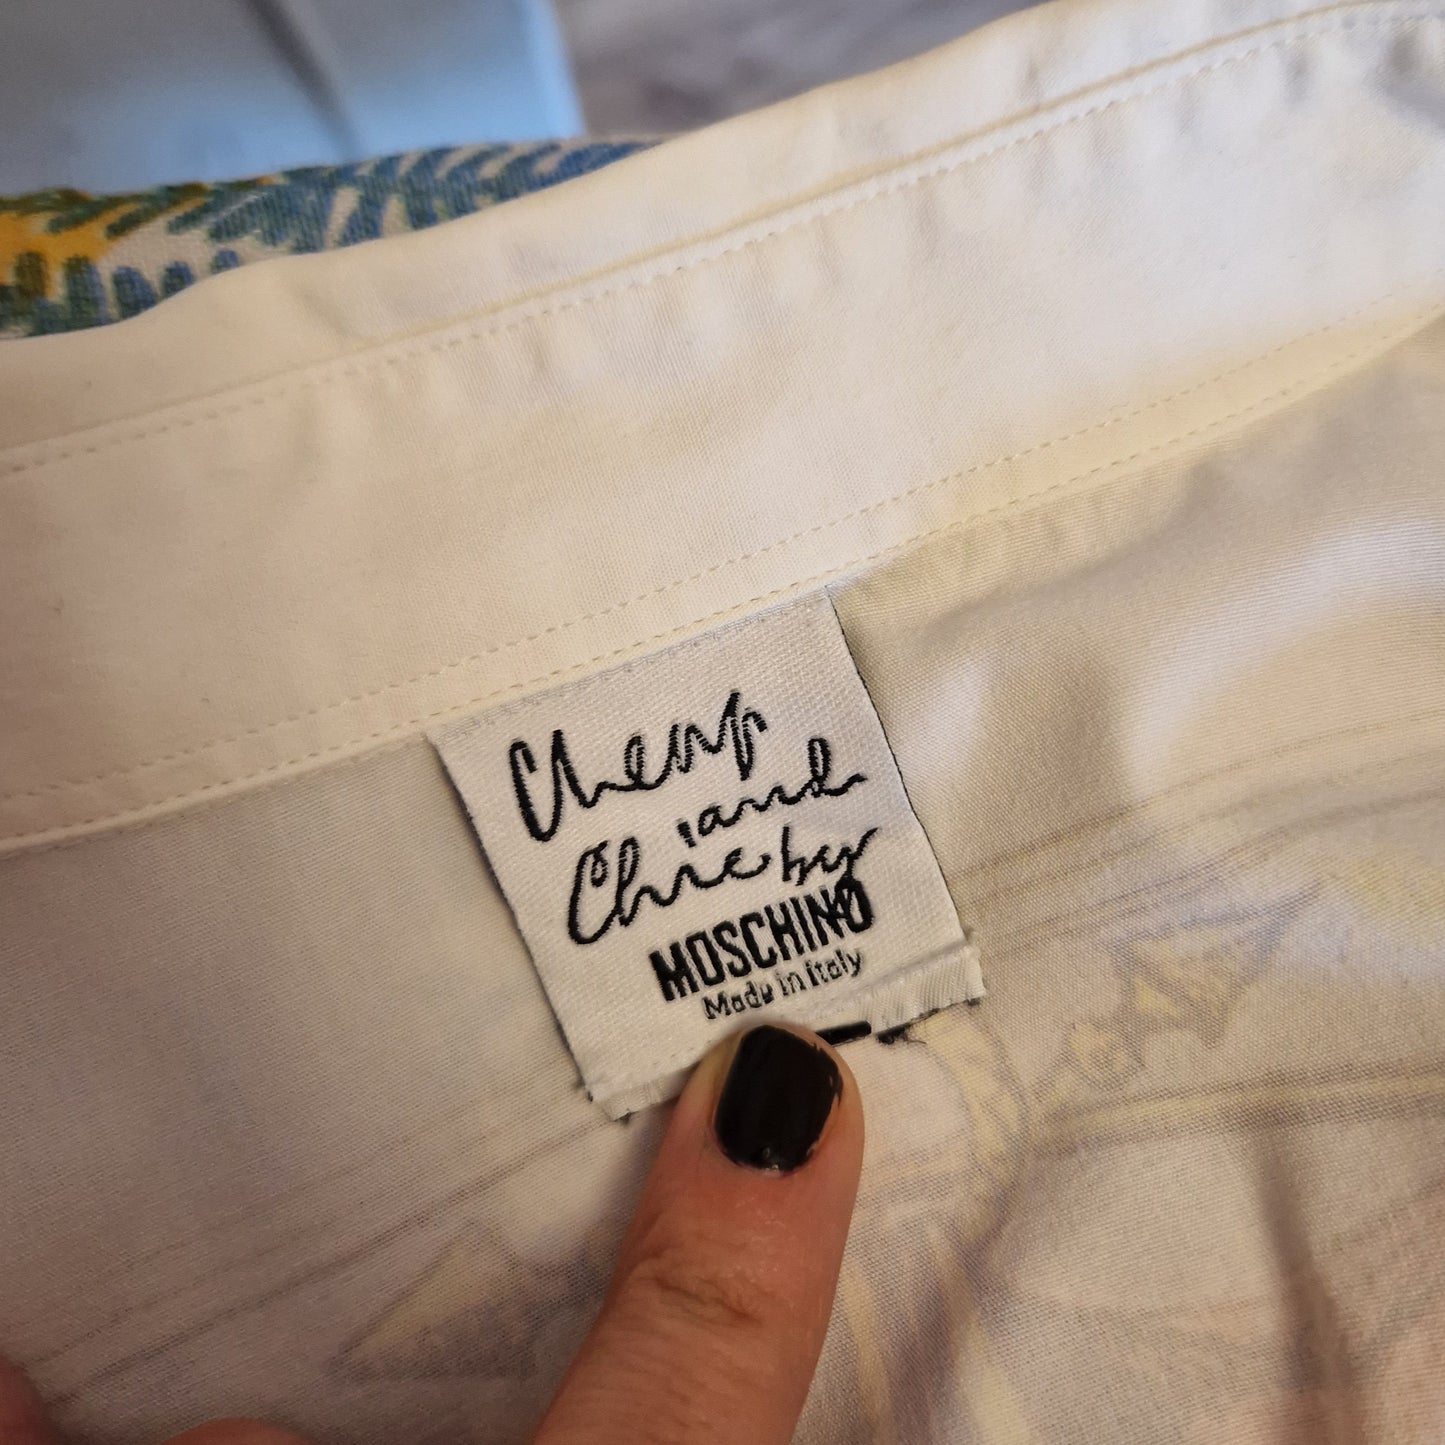 Cheap
and
Chic by
MOSCHINO
Made in Italy